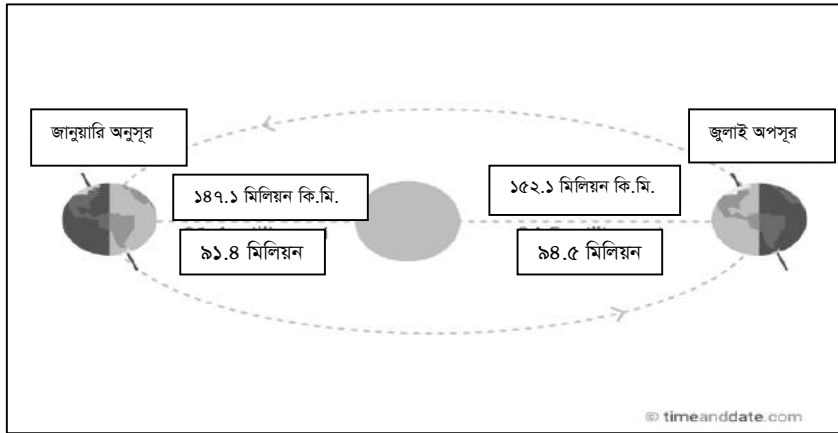 জানুয়ারি অনুসূর
জুলাই অপসূর
১৪৭.১ মিলিয়ন কি.মি.
১৫২.১ মিলিয়ন কি.মি.
৯১.৪ মিলিয়ন
৯৪.৫ মিলিয়ন
© timeanddate.com